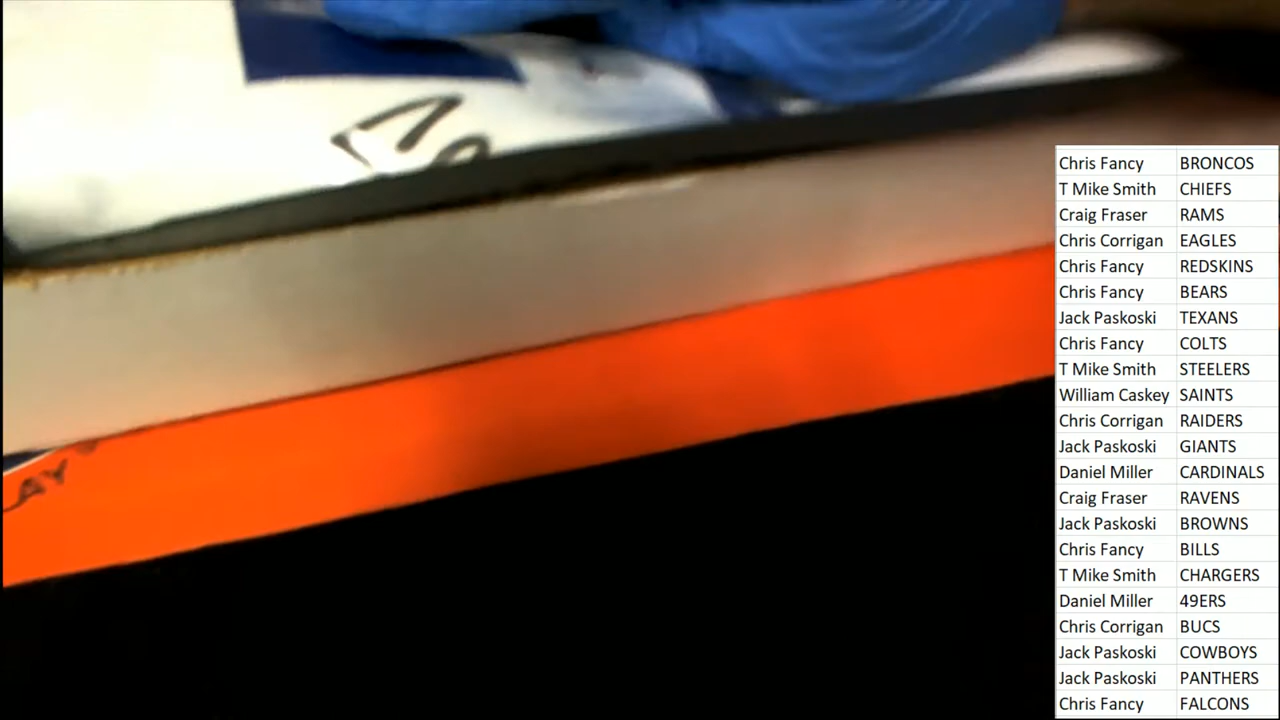 Chris Fancy BRONCOS
T Mike Smith CHIEFS
Craig Fraser RAMS
Chris Corrigan EAGLES
Chris Fancy REDSKINS
Chris Fancy BEARS
Jack Paskoski TEXANS
Chris Fancy COLTS
T Mike Smith STEELERS
William Caskey SAINTS
Chris Corrigan RAIDERS
Jack Paskoski GIANTS
Daniel Miller CARDINALS
Craig Fraser RAVENS
Jack Paskoski BROWNS
Chris Fancy BILLS
T Mike Smith CHARGERS
Daniel Miller 49ERS
Chris Corrigan BUCS
Jack Paskoski COWBOYS
Jack Paskoski PANTHERS
Chris Fancy FALCONS